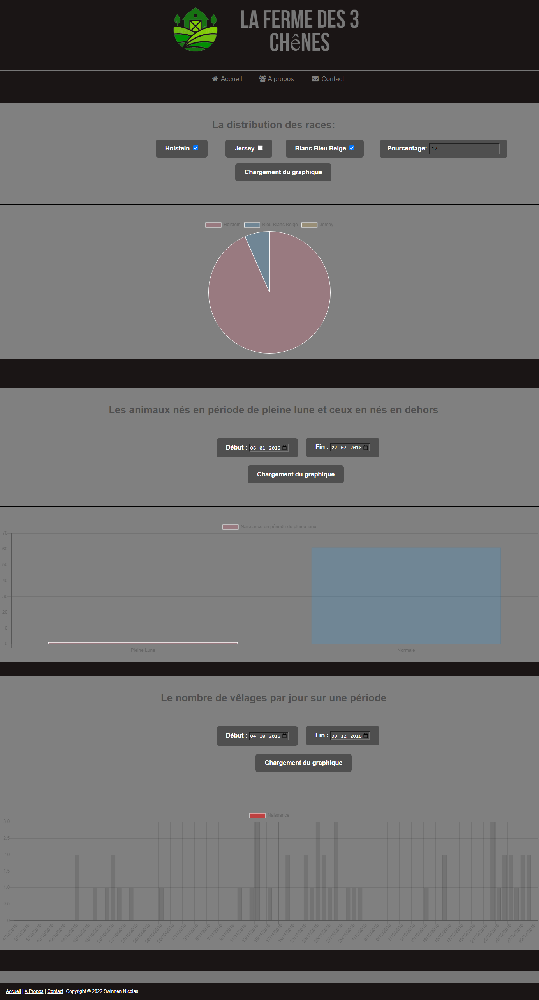 LA FERME DES 3
CHêNES
Accueil A propos Contact
La distribution des races:
Holstein Jersey Blanc Bleu Belge Pourcentage: 12
Chargement du graphique
Holstein Bleu Blanc Belge Jersey
Les animaux nés en période de pleine lune et ceux en nés en dehors
Début : 06-01-2016 Fin : 22-07-2018
Chargement du graphique
Naissance en période de pleine lune
70
60
50
40
30
20
10
0
Pleine Lune Normale
Le nombre de vêlages par jour sur une période
Début : 04-10-2016 Fin : 30-12-2016
Chargement du graphique
Naissance
3.0
2.5
2.0
1.5
1.0
0.5
0
4/10/2016 6/10/2016 8/10/2016 10/10/2016 12/10/2016 14/10/2016 16/10/2016 18/10/2016 20/10/2016 22/10/2016 24/10/2016 26/10/2016 28/10/2016 30/10/2016 1/11/2016 3/11/2016 5/11/2016 7/11/2016 9/11/2016 11/11/2016 13/11/2016 15/11/2016 17/11/2016 19/11/2016 21/11/2016 23/11/2016 25/11/2016 27/11/2016 29/11/2016 1/12/2016 3/12/2016 5/12/2016 7/12/2016 9/12/2016 11/12/2016 13/12/2016 15/12/2016 17/12/2016 19/12/2016 21/12/2016 23/12/2016 25/12/2016 27/12/2016 29/12/2016
Accueil | A Propos | Contact Copyright © 2022 Swinnen Nicolas